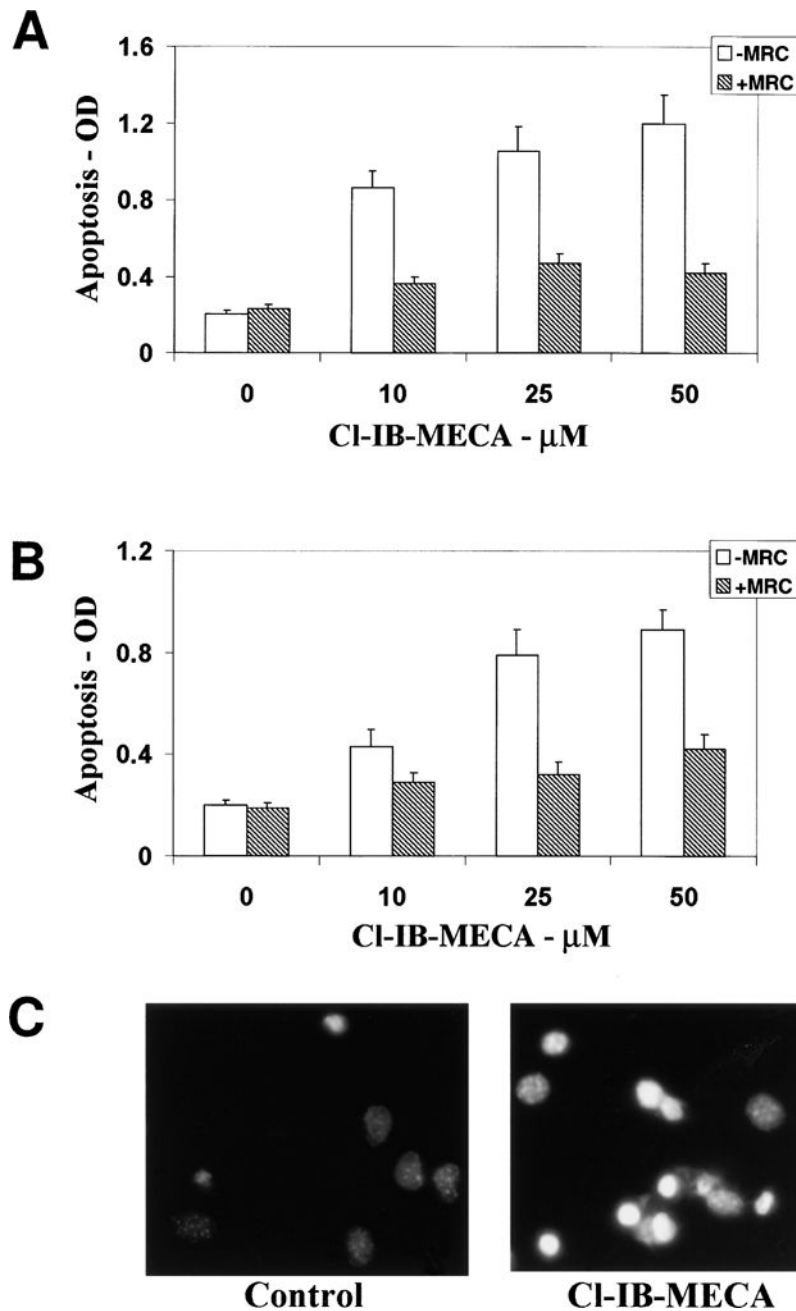 A
1.6
-MRC
+MRC
1.2
0.8
0.4
0
Apoptosis - OD
0 10 25 50
Cl-IB-MECA - µM
B
1.2
-MRC
+MRC
0.8
0.4
0
Apoptosis - OD
0 10 25 50
Cl-IB-MECA - µM
C
Control Cl-IB-MECA